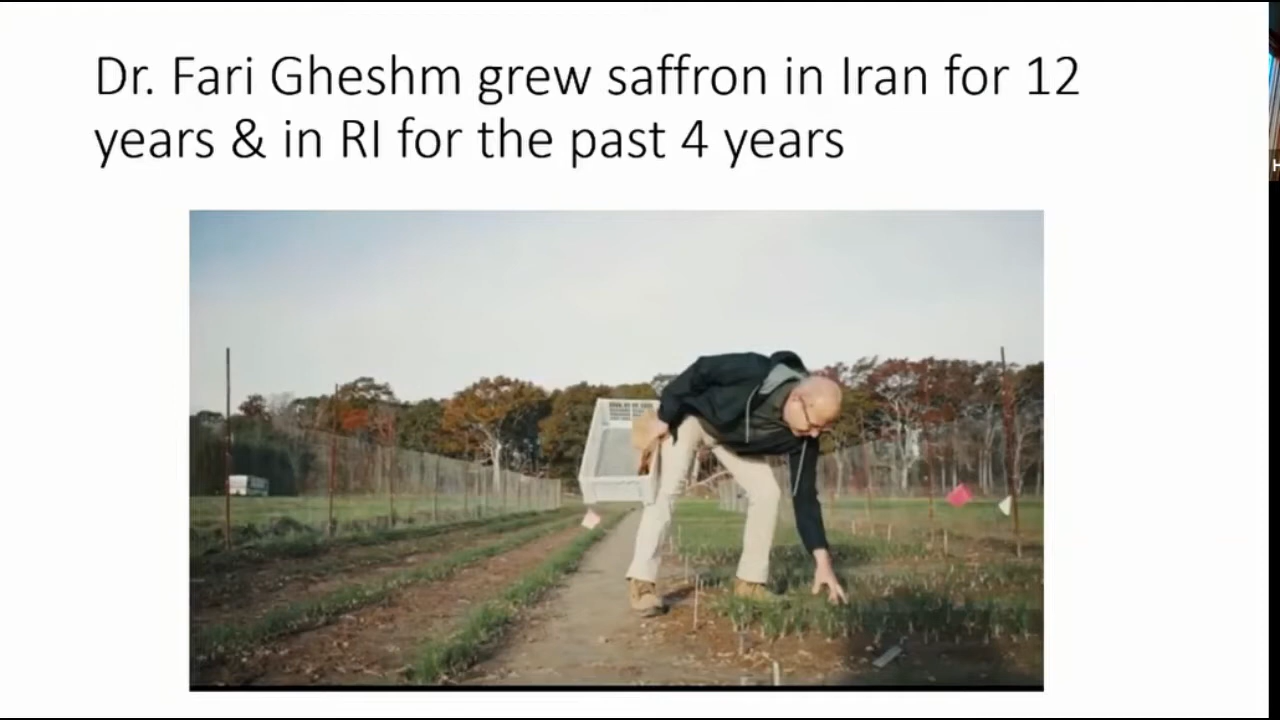 Dr. Fari Gheshm grew saffron in Iran for 12
years & in RI for the past 4 years